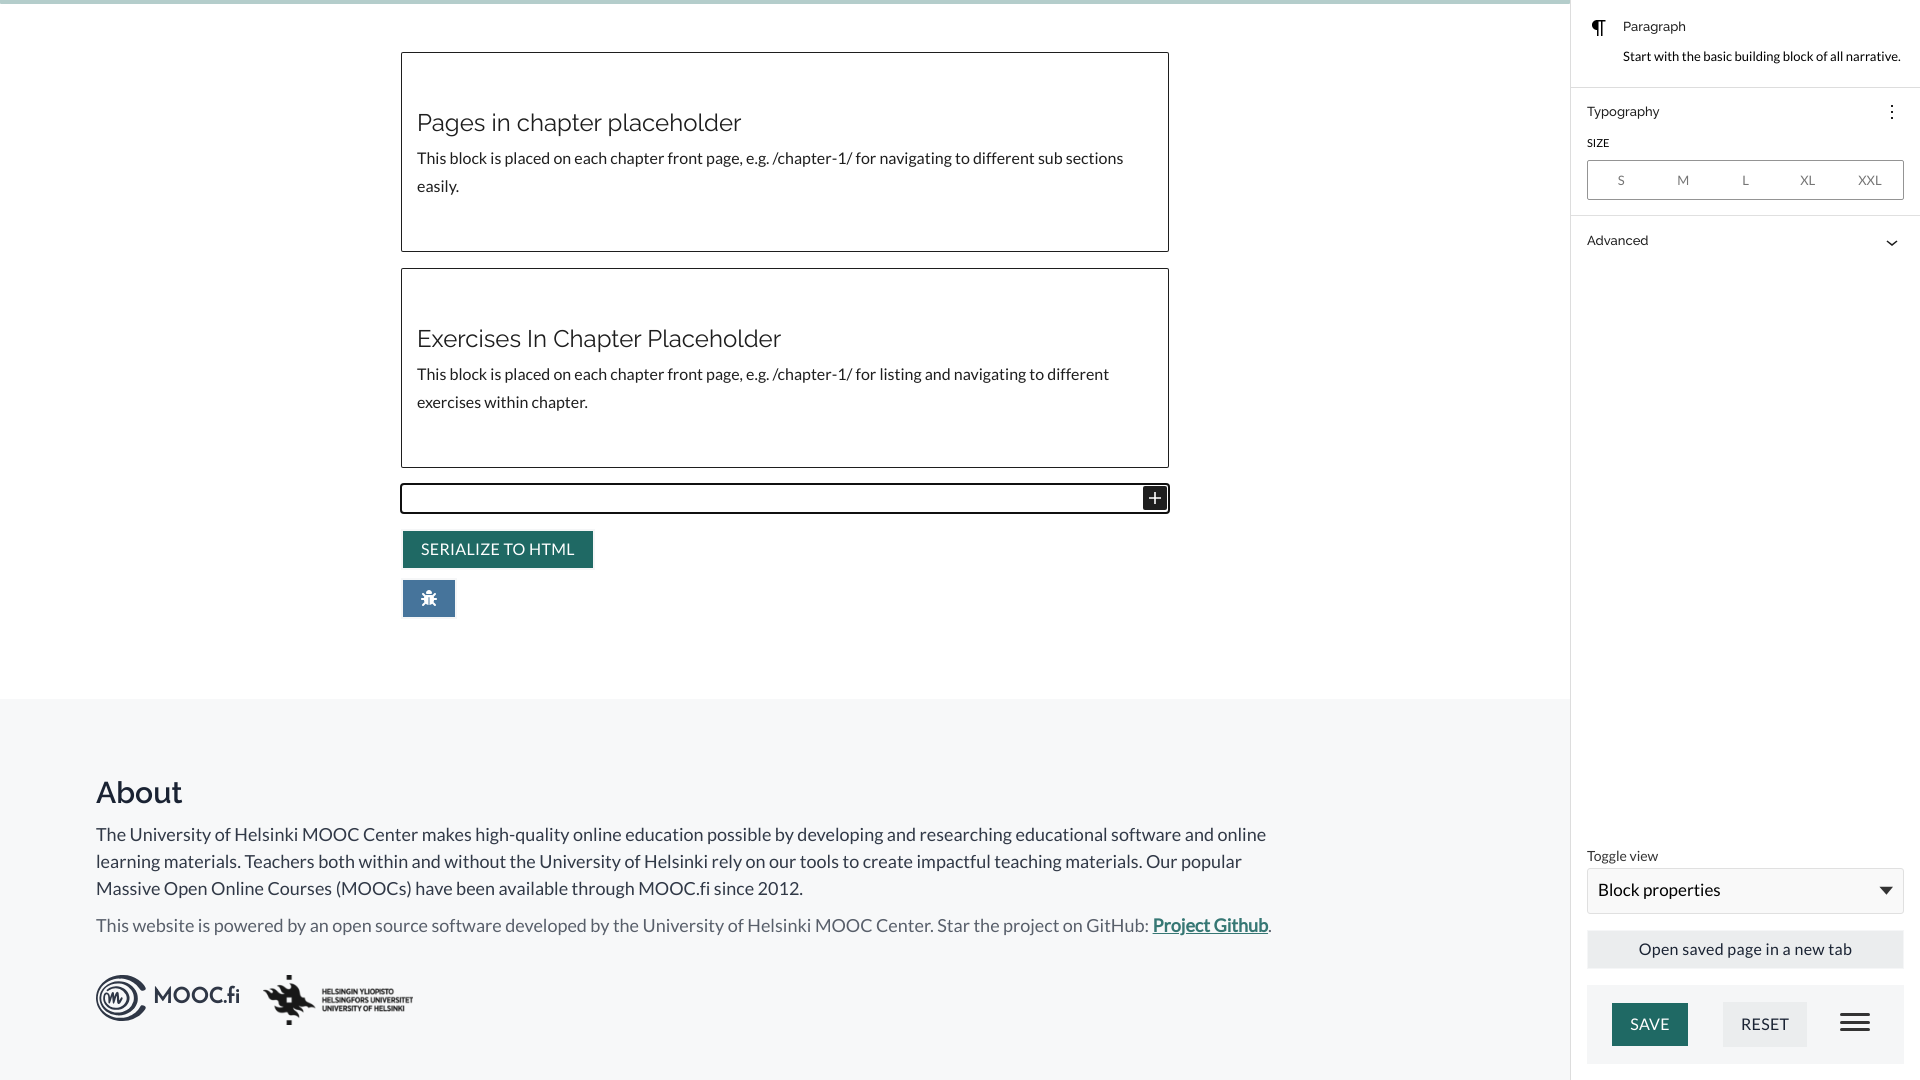 Pages in chapter placeholder
This block is placed on each chapter front page, e.g. /chapter-1/ for navigating to different sub sections
easily.
Exercises In Chapter Placeholder
This block is placed on each chapter front page, e.g. /chapter-1/ for listing and navigating to different
exercises within chapter.
SERIALIZE TO HTML
About
The University of Helsinki MOOC Center makes high-quality online education possible by developing and researching educational software and online
learning materials. Teachers both within and without the University of Helsinki rely on our tools to create impactful teaching materials. Our popular
Massive Open Online Courses (MOOCs) have been available through MOOC.fi since 2012.
This website is powered by an open source software developed by the University of Helsinki MOOC Center. Star the project on GitHub: Project Github.
MOOC.fi
HELSINGIN YLIOPISTO
HELSINGFORS UNIVERSITET
UNIVERSITY OF HELSINKI
Paragraph
Start with the basic building block of all narrative.
Typography
SIZE
S M L XL XXL
Advanced
Toggle view
Block properties
Open saved page in a new tab
SAVE RESET